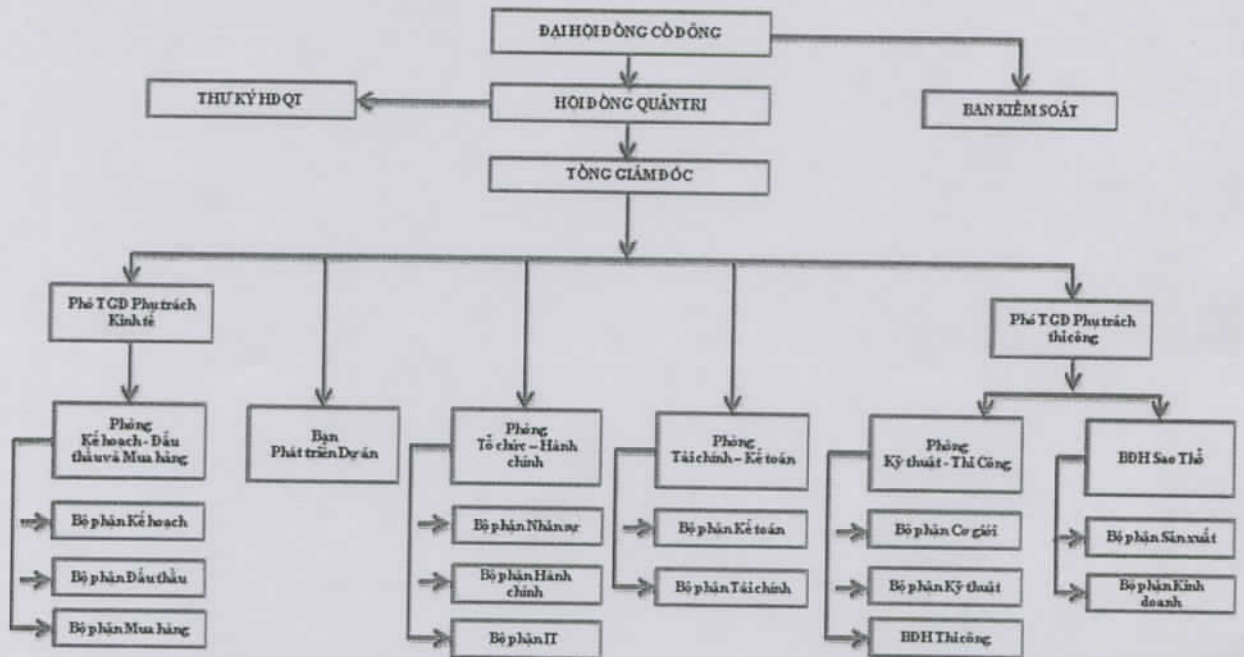 ĐẠI HỘI ĐỒNG CỔ ĐÔNG
THƯ KÝ HĐQT
HỘI ĐỒNG QUẢN TRỊ
BAN KIỂM SOÁT
TỔNG GIÁM ĐỐC
Phó TGĐ Phụ trách
Kinh tế
Phó TGĐ Phụ trách
thi công
Phòng
Kế hoạch - Đấu
thầu và Mua hàng
Bạn
Phát triển Dự án
Phòng
Tổ chức – Hành
chính
Phòng
Tài chính – Kế toán
Phòng
Kỹ thuật - Thi Công
BĐH Sao Thổ
Bộ phận Kế hoạch
Bộ phận Nhân sự
Bộ phận Kế toán
Bộ phận Cơ giới
Bộ phận Sản xuất
Bộ phận Đấu thầu
Bộ phận Hành
chính
Bộ phận Tài chính
Bộ phận Kỹ thuật
Bộ phận Kinh
doanh
Bộ phận Mua hàng
Bộ phận IT
BĐH Thi công